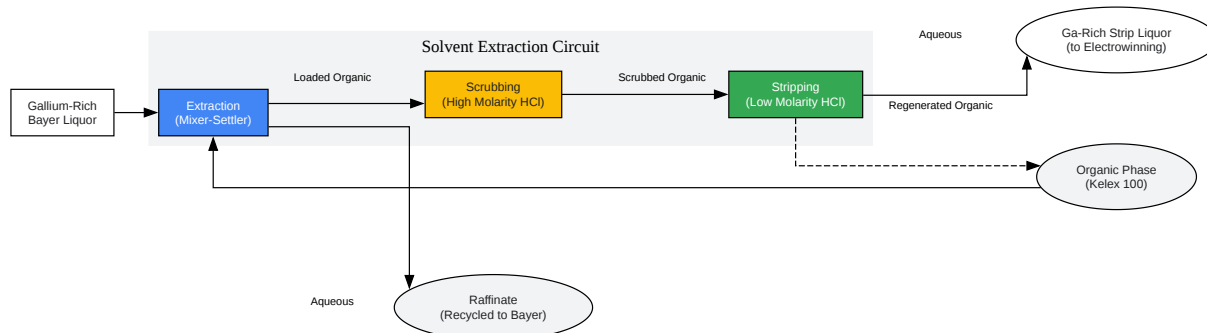 Solvent Extraction Circuit
Gallium-Rich
Bayer Liquor
Extraction
(Mixer-Settler)
Loaded Organic
Scrubbing
(High Molarity HCl)
Scrubbed Organic
Stripping
(Low Molarity HCl)
Aqueous
Regenerated Organic
Ga-Rich Strip Liquor
(to Electrowinning)
Organic Phase
(Kelex 100)
Aqueous
Raffinate
(Recycled to Bayer)